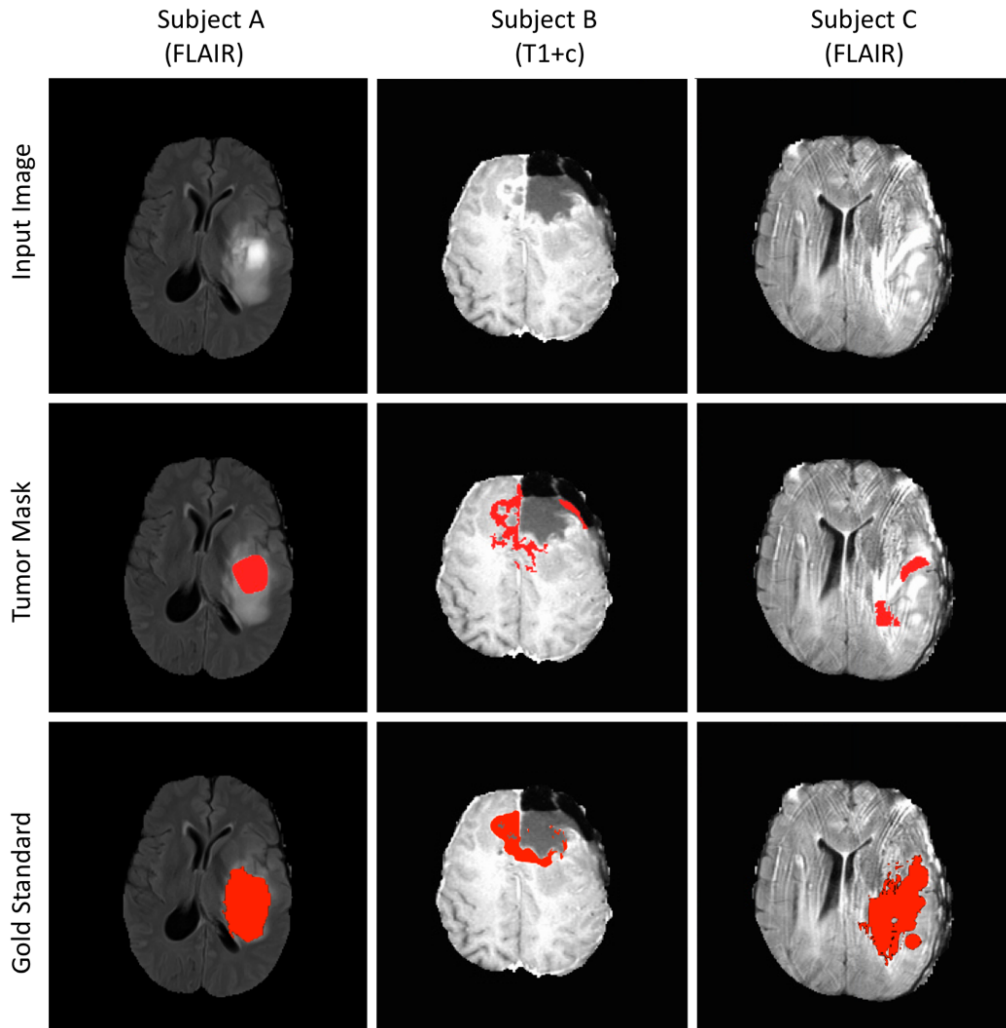 Subject A
(FLAIR)
Subject B
(T1+c)
Subject C
(FLAIR)
Input Image
Tumor Mask
Gold Standard